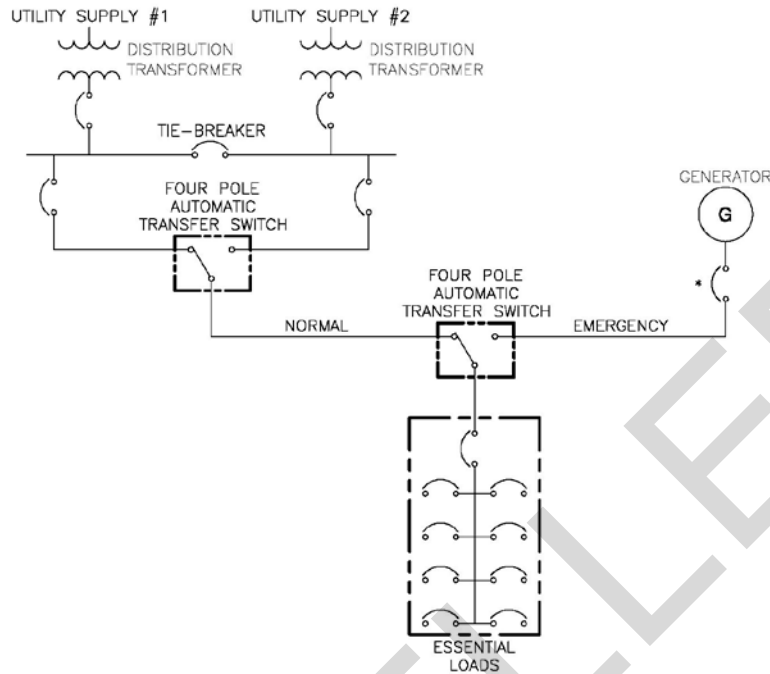 UTILITY SUPPLY #1
UTILITY SUPPLY #2
DISTRIBUTION
TRANSFORMER
DISTRIBUTION
TRANSFORMER
TIE-BREAKER
FOUR POLE
AUTOMATIC
TRANSFER SWITCH
GENERATOR
G
*
FOUR POLE
AUTOMATIC
TRANSFER SWITCH
NORMAL
EMERGENCY
ESSENTIAL
LOADS